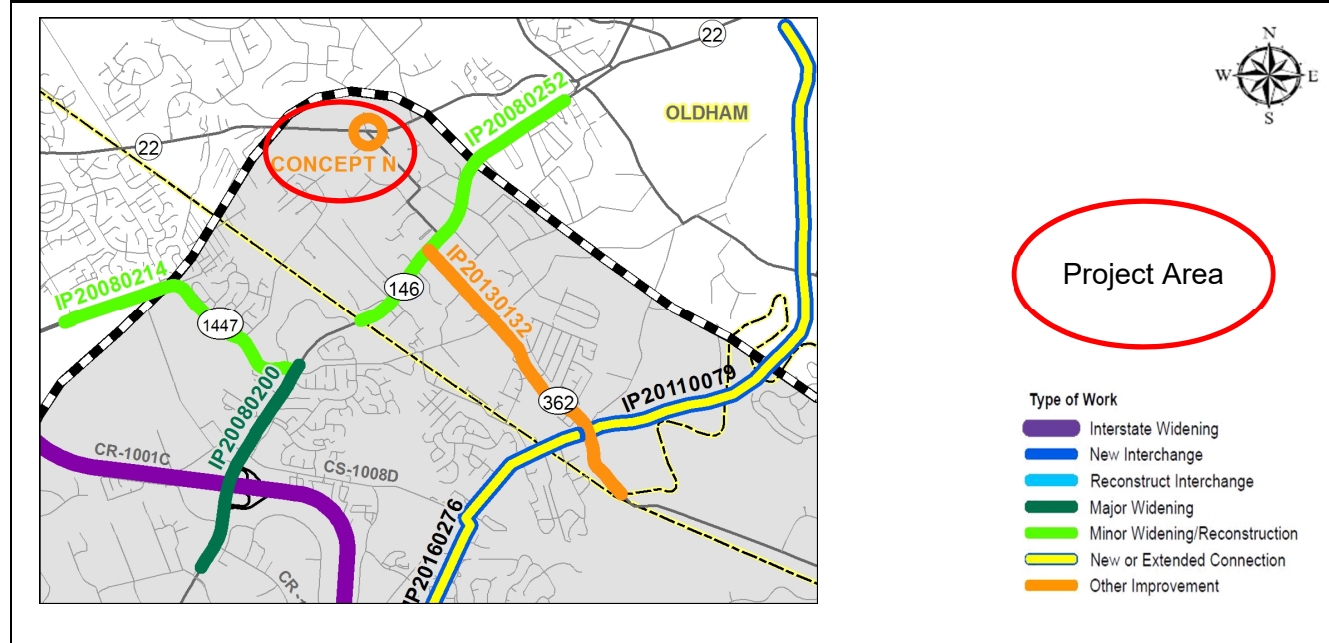 22
IP20080252
OLDHAM
22
CONCEPT N
IP20080214
1447
146
IP20130132
IP20080200
362
IP20110079
CR-1001C
CS-1008D
IP20160276
N
W E
S
Project Area
Type of Work
Interstate Widening
New Interchange
Reconstruct Interchange
Major Widening
Minor Widening/Reconstruction
New or Extended Connection
Other Improvement